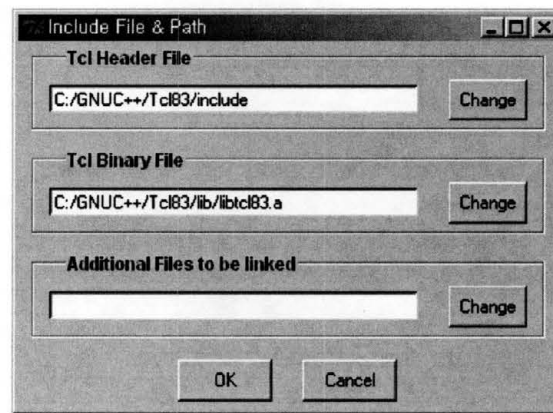 Include File & Path
Tcl Header File
C:/GNUC++/Tcl83/include
Change
Tcl Binary File
C:/GNUC++/Tcl83/lib/libtcl83.a
Change
Additional Files to be linked
Change
OK
Cancel